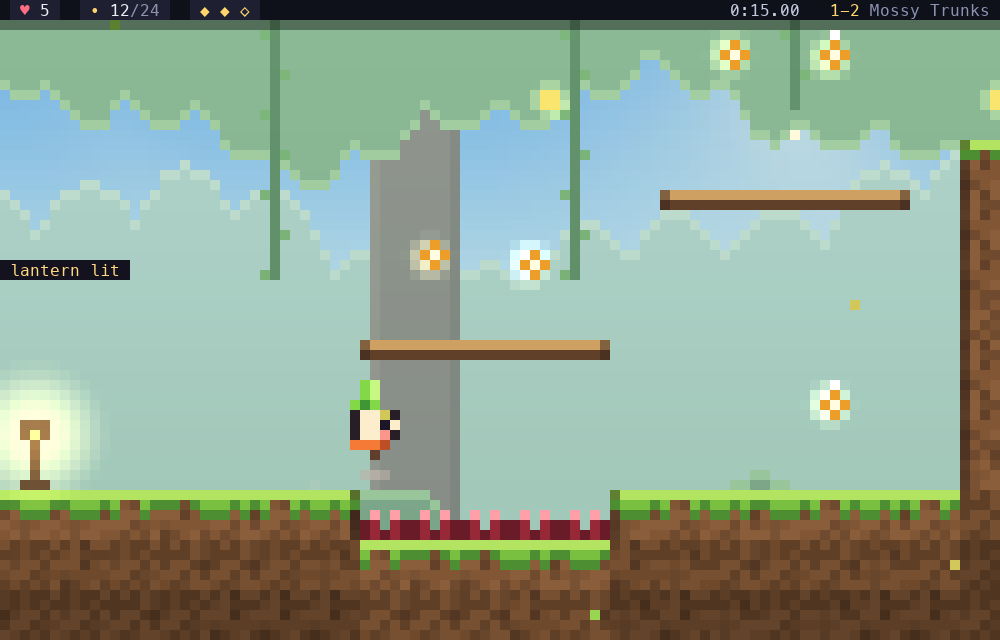 ♥ 5 • 12/24 ◆ ◆ ◇ 0:15.00 1–2 Mossy Trunks
lantern lit